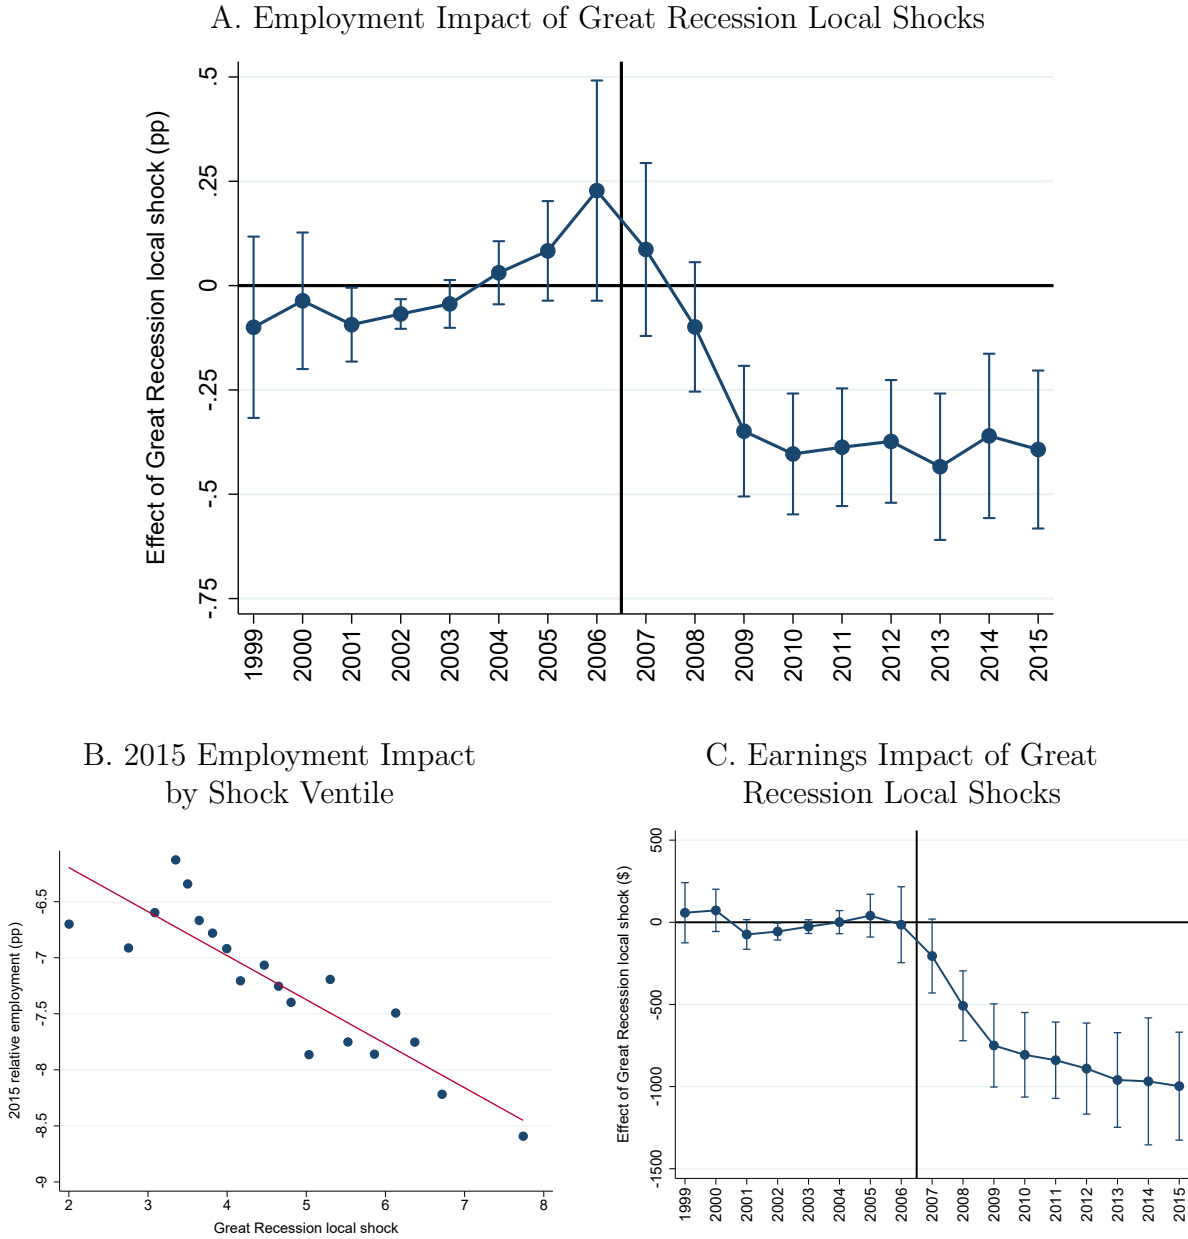 A. Employment Impact of Great Recession Local Shocks
Effect of Great Recession local shock (pp)
.5
.25
0
-.25
-.5
-.75
1999 2000 2001 2002 2003 2004 2005 2006 2007 2008 2009 2010 2011 2012 2013 2014 2015
B. 2015 Employment Impact
by Shock Ventile
2015 relative employment (pp)
-6.5
-7
-7.5
-8
-8.5
-9
2 3 4 5 6 7 8
Great Recession local shock
C. Earnings Impact of Great
Recession Local Shocks
Effect of Great Recession local shock ($)
500
0
-500
-1000
-1500
1999 2000 2001 2002 2003 2004 2005 2006 2007 2008 2009 2010 2011 2012 2013 2014 2015